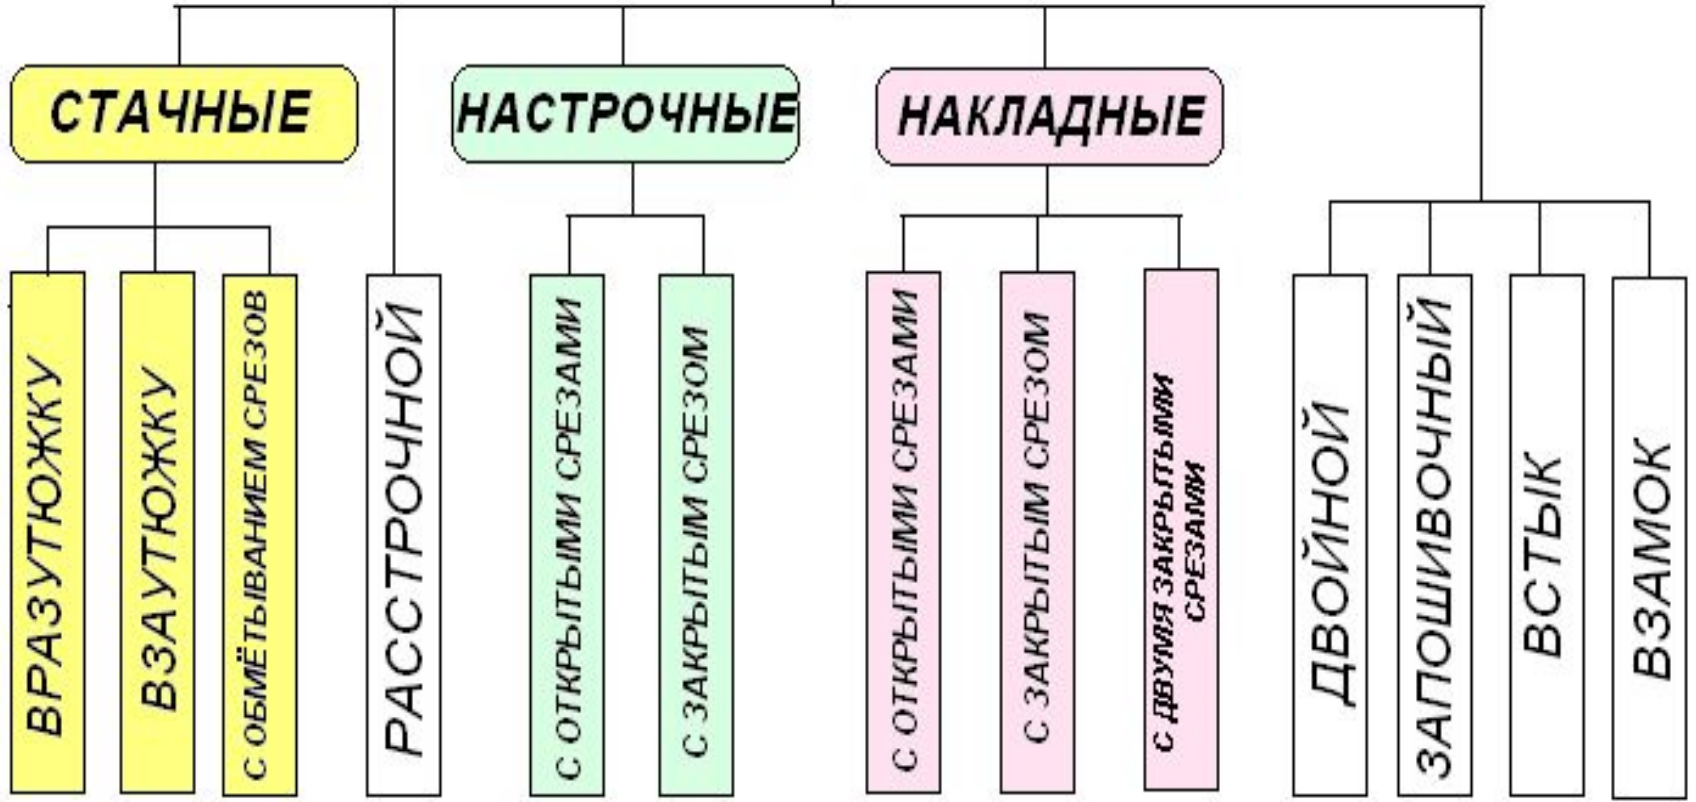 СТАЧНЫЕ
НАСТРОЧНЫЕ
НАКЛАДНЫЕ
ВРАЗУТЮЖКУ
ВЗАУТЮЖКУ
С ОБМЁТЫВАНИЕМ СРЕЗОВ
РАССТРОЧНОЙ
С ОТКРЫТЫМИ СРЕЗАМИ
С ЗАКРЫТЫМ СРЕЗОМ
С ОТКРЫТЫМИ СРЕЗАМИ
С ЗАКРЫТЫМ СРЕЗОМ
С ДВУМЯ ЗАКРЫТЫМИ
СРЕЗАМИ
ДВОЙНОЙ
ЗАПОШИВОЧНЫЙ
ВСТЫК
ВЗАМОК